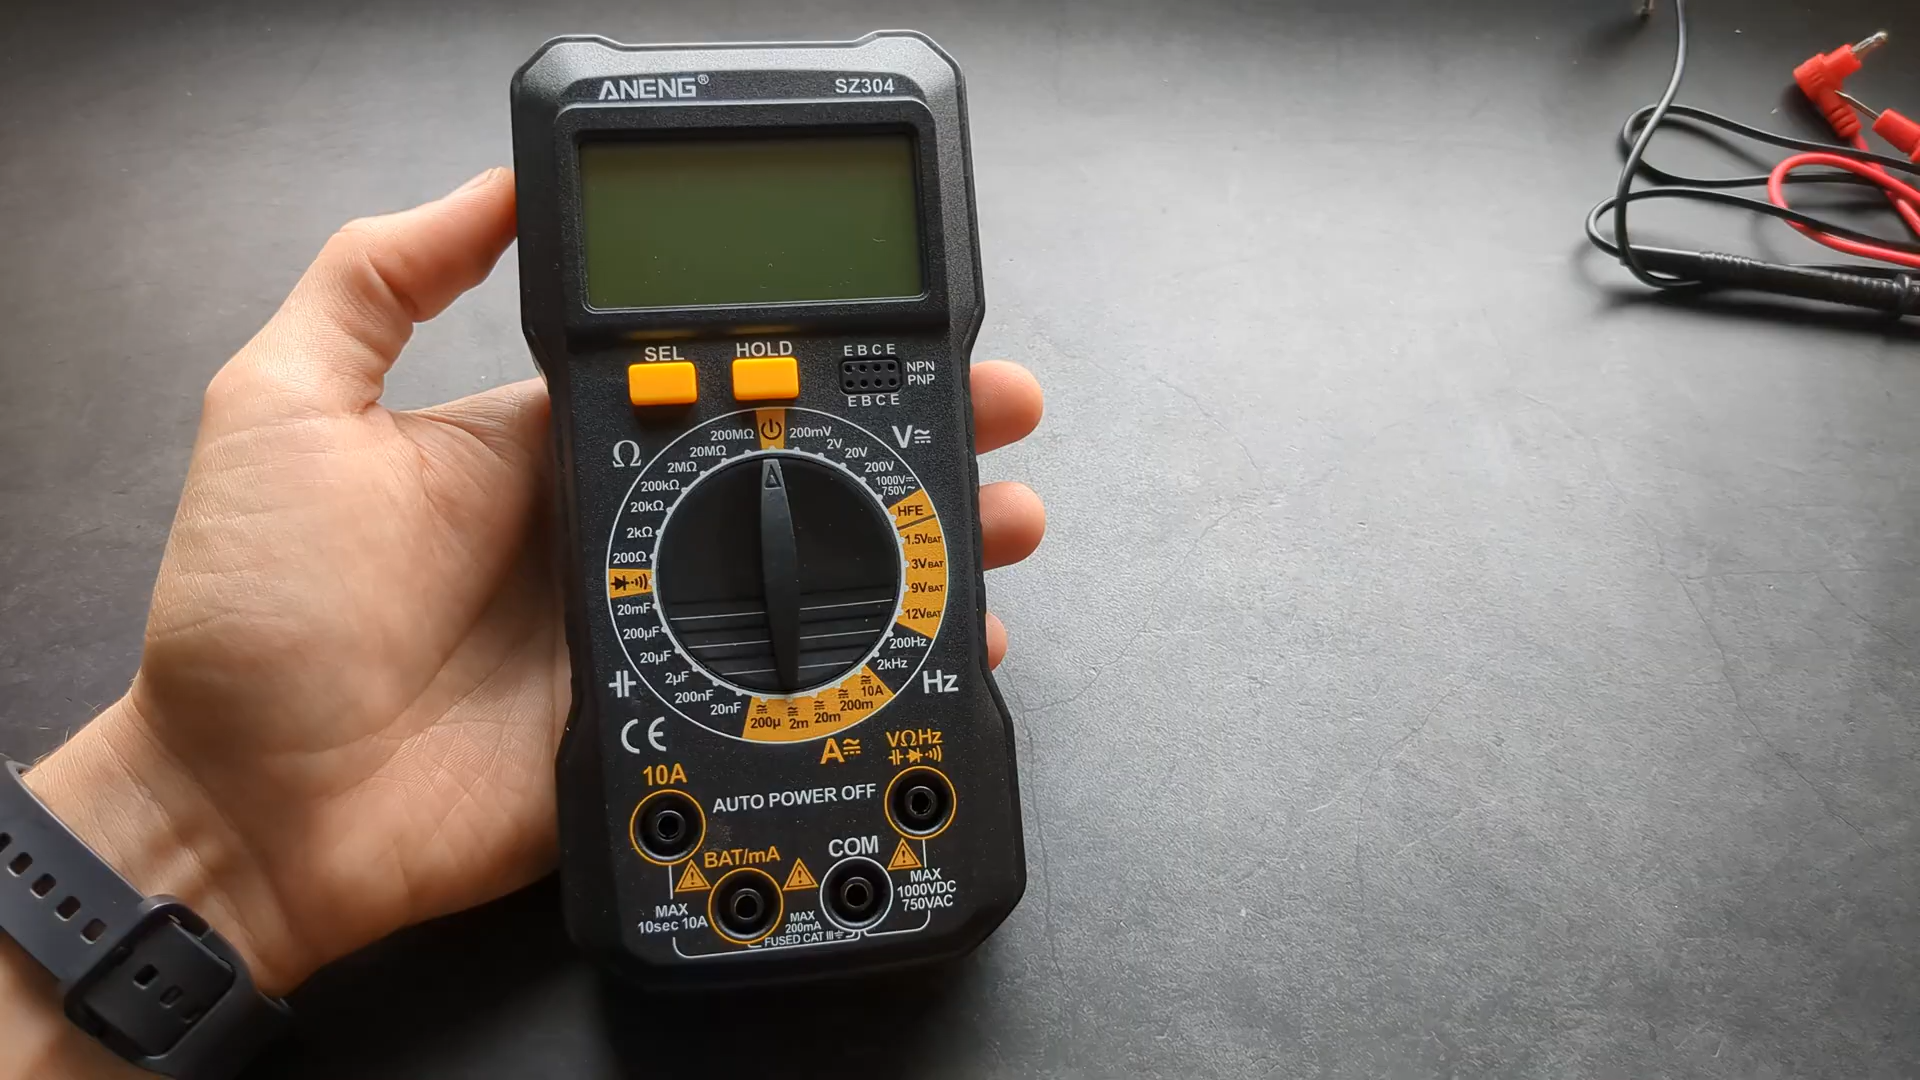 ANENG® SZ304
SEL HOLD
E B C E
NPN
PNP
E B C E
Ω
200MΩ
20MΩ
2MΩ
200kΩ
20kΩ
2kΩ
200Ω
20mF
200µF
20µF
2µF
200nF
20nF
V
200mV
2V
20V
200V
1000V
750V~
HFE
1.5VBAT
3VBAT
9VBAT
12VBAT
200Hz
2kHz
Hz
10A
200m
20m
2m
200µ
A
CE
VΩHz
10A
AUTO POWER OFF
BAT/mA
COM
MAX
10sec 10A
MAX
200mA
FUSED CAT III
MAX
1000VDC
750VAC